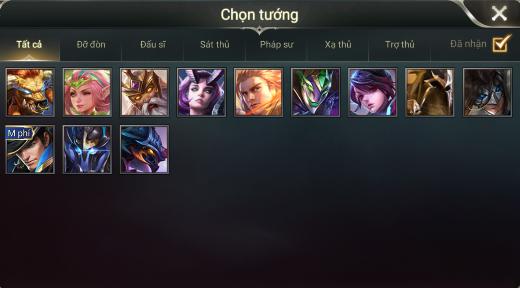 Chọn tướng
Tất cả Đỡ đòn Đấu sĩ Sát thủ Pháp sư Xạ thủ Trợ thủ Đã nhận
M phí